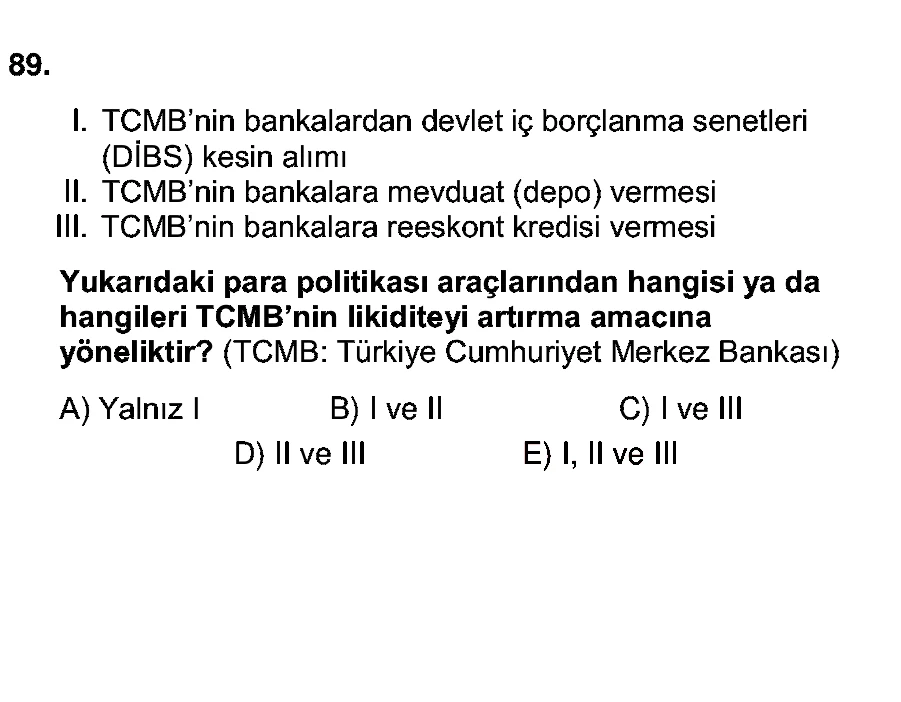 89.
I. TCMB'nin bankalardan devlet iç borçlanma senetleri
(DİBS) kesin alımı
II. TCMB'nin bankalara mevduat (depo) vermesi
III. TCMB'nin bankalara reeskont kredisi vermesi
Yukarıdaki para politikası araçlarından hangisi ya da
hangileri TCMB'nin likiditeyi artırma amacına
yöneliktir? (TCMB: Türkiye Cumhuriyet Merkez Bankası)
A) Yalnız I B) I ve II C) I ve III
D) II ve III E) I, II ve III